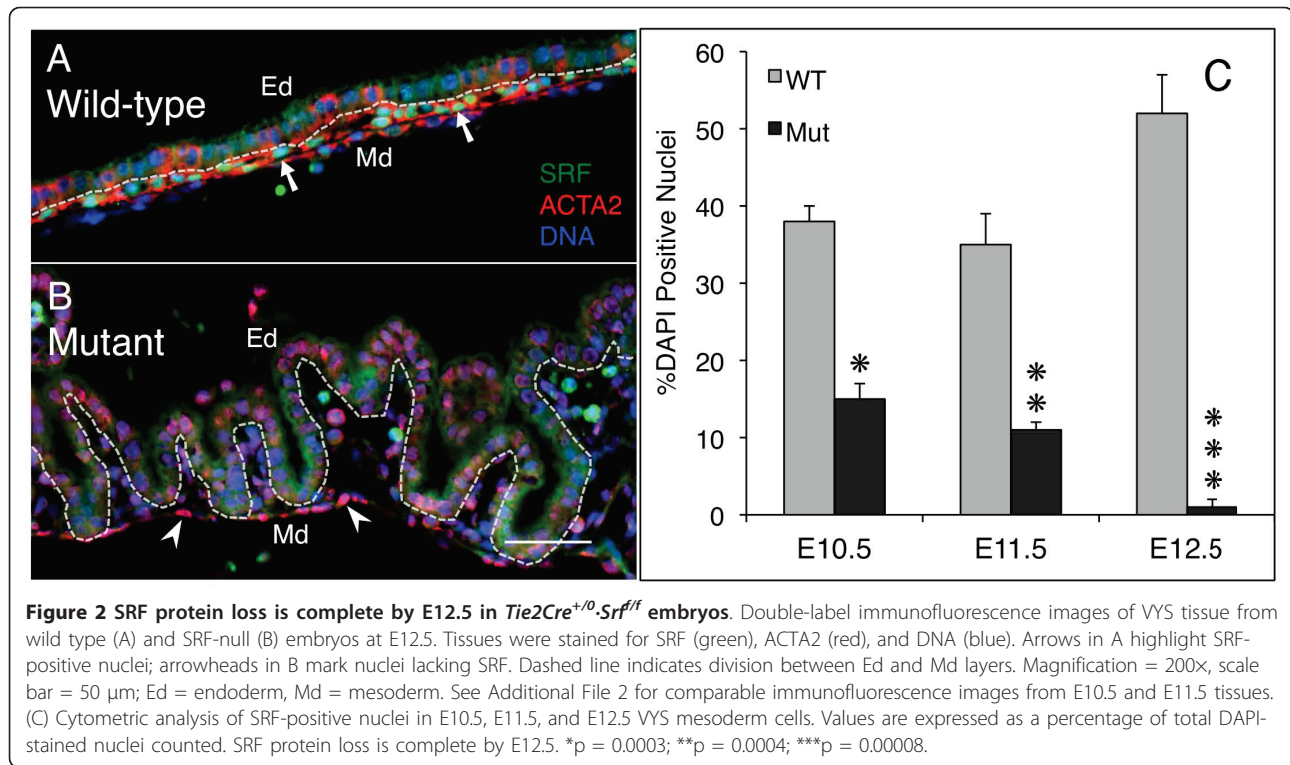 A
Wild-type
Ed
Md
SRF
ACTA2
DNA
B
Mutant
Ed
Md
C
WT
Mut
%DAPI Positive Nuclei
60
50
40
30
20
10
0
*
*
*
*
*
*
E10.5
E11.5
E12.5
Figure 2 SRF protein loss is complete by E12.5 in Tie2Cre+/0·Srff/f embryos. Double-label immunofluorescence images of VYS tissue from
wild type (A) and SRF-null (B) embryos at E12.5. Tissues were stained for SRF (green), ACTA2 (red), and DNA (blue). Arrows in A highlight SRF-
positive nuclei; arrowheads in B mark nuclei lacking SRF. Dashed line indicates division between Ed and Md layers. Magnification = 200×, scale
bar = 50 μm; Ed = endoderm, Md = mesoderm. See Additional File 2 for comparable immunofluorescence images from E10.5 and E11.5 tissues.
(C) Cytometric analysis of SRF-positive nuclei in E10.5, E11.5, and E12.5 VYS mesoderm cells. Values are expressed as a percentage of total DAPI-
stained nuclei counted. SRF protein loss is complete by E12.5. *p = 0.0003; **p = 0.0004; ***p = 0.00008.